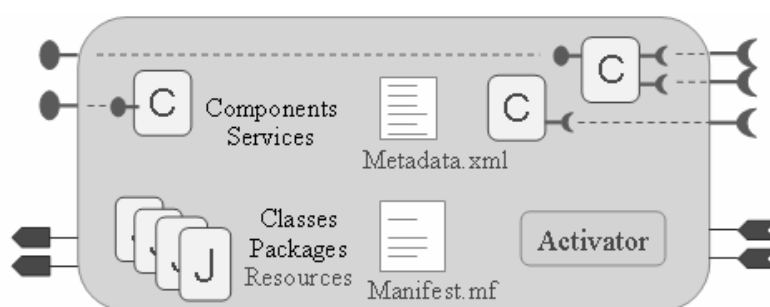 C
C
Components
Services
C
Metadata.xml
J
J
J
J
Classes
Packages
Resources
Activator
Manifest.mf